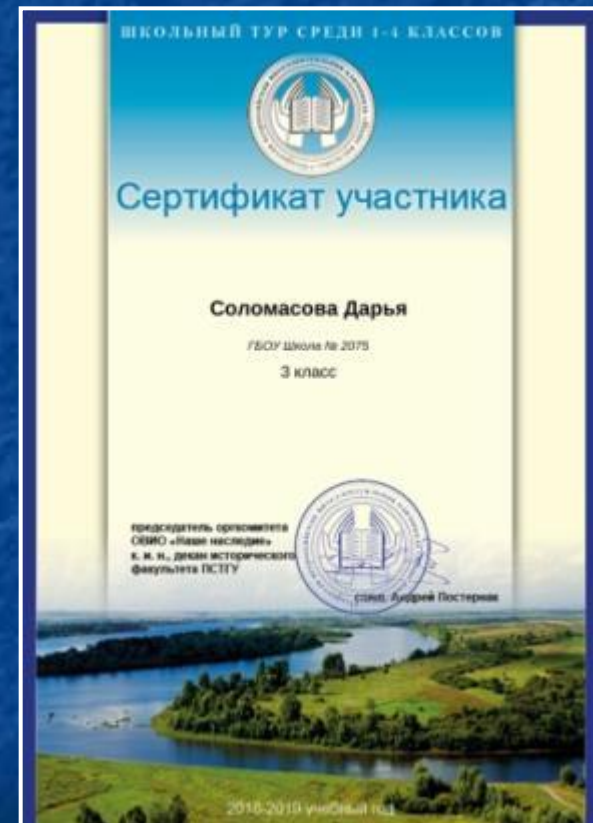 ШКОЛЬНЫЙ ТУР СРЕДИ 1-4 КЛАССОВ
Сертификат участника
Соломасова Дарья
ГБОУ Школа № 2075
3 класс
председатель оргкомитета
ОВИО «Наше наследие»
к. и. н., декан исторического
факультета ПСТГУ
свящ. Андрей Постернак
2018-2019 учебный год